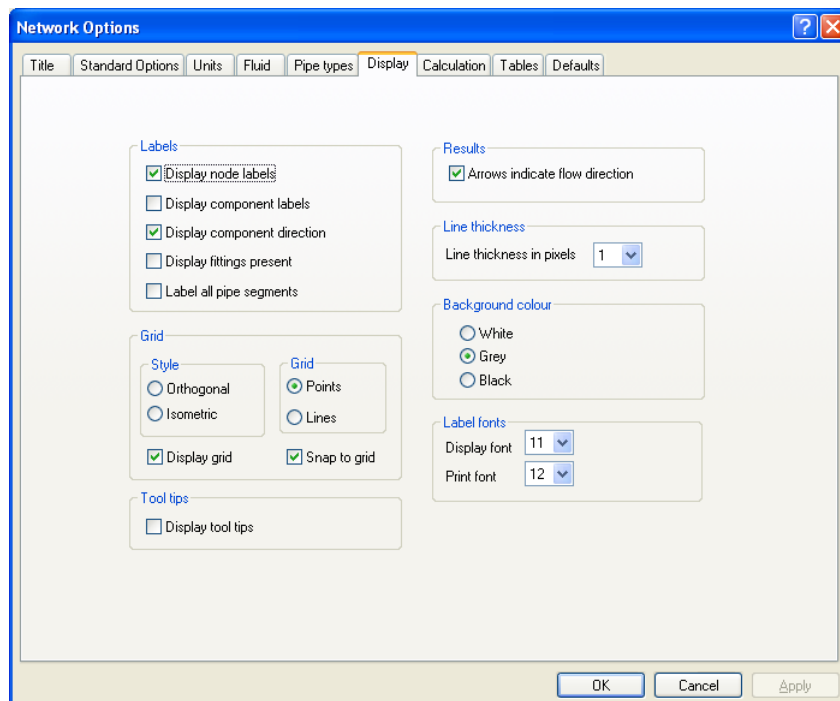 Network Options
Title Standard Options Units Fluid Pipe types Display Calculation Tables Defaults
Labels
Display node labels
Display component labels
Display component direction
Display fittings present
Label all pipe segments
Grid
Style
Orthogonal
Isometric
Grid
Points
Lines
Display grid
Snap to grid
Tool tips
Display tool tips
Results
Arrows indicate flow direction
Line thickness
Line thickness in pixels 1
Background colour
White
Grey
Black
Label fonts
Display font 11
Print font 12
OK Cancel Apply